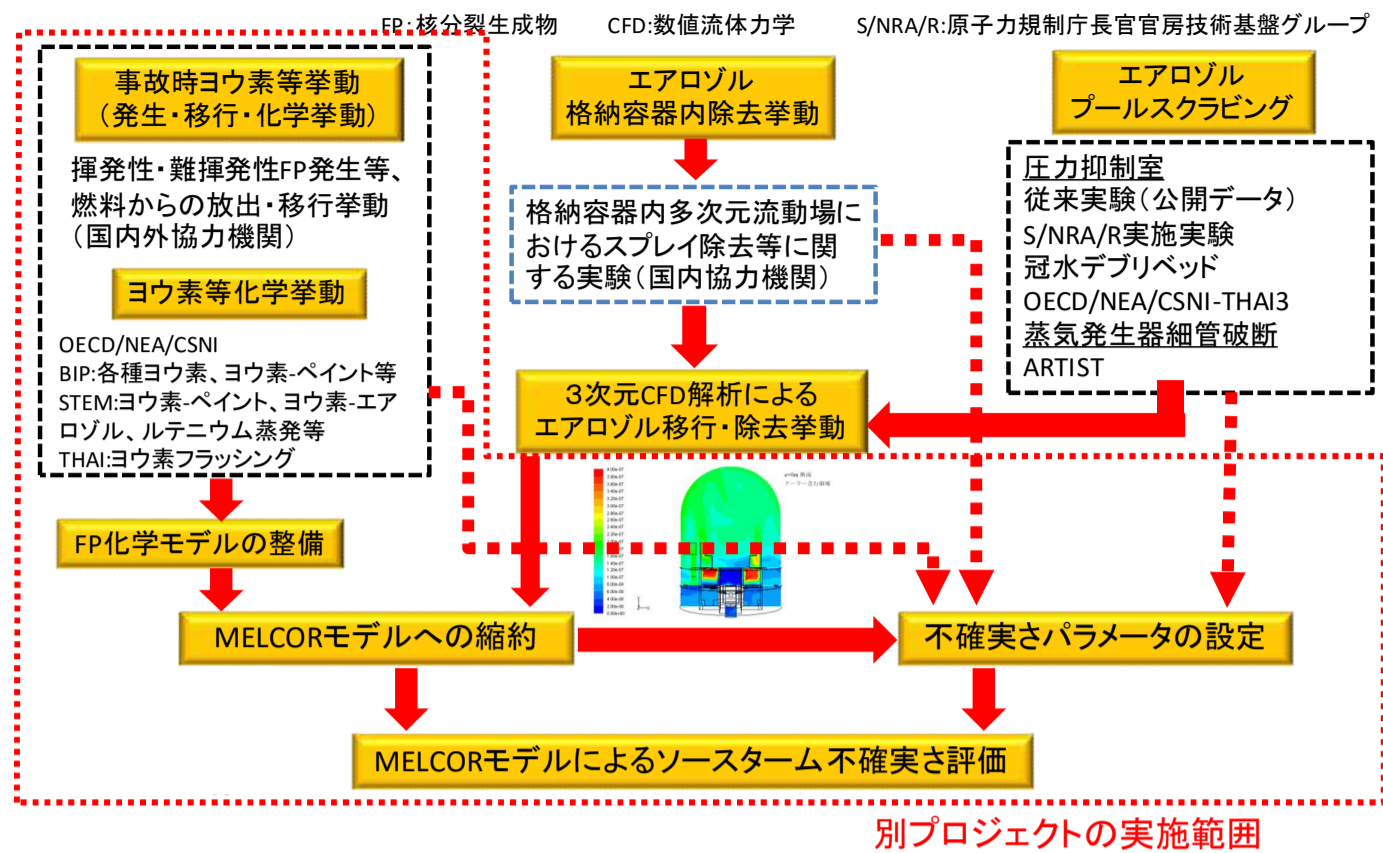 FP:核分裂生成物 CFD:数値流体力学 S/NRA/R:原子力規制庁長官官房技術基盤グループ
事故時ヨウ素等挙動
（発生・移行・化学挙動）
揮発性・難揮発性FP発生等、
燃料からの放出・移行挙動
（国内外協力機関）
ヨウ素等化学挙動
OECD/NEA/CSNI
BIP:各種ヨウ素、ヨウ素-ペイント等
STEM:ヨウ素-ペイント、ヨウ素-エア
ロゾル、ルテニウム蒸発等
THAI:ヨウ素フラッシング
FP化学モデルの整備
エアロゾル
格納容器内除去挙動
格納容器内多次元流動場に
おけるスプレイ除去等に関
する実験（国内協力機関）
3次元CFD解析による
エアロゾル移行・除去挙動
エアロゾル
プールスクラビング
圧力抑制室
従来実験（公開データ）
S/NRA/R実施実験
冠水デブリベッド
OECD/NEA/CSNI-THAI3
蒸気発生器細管破断
ARTIST
MELCORモデルへの縮約
不確実さパラメータの設定
MELCORモデルによるソースターム不確実さ評価
別プロジェクトの実施範囲